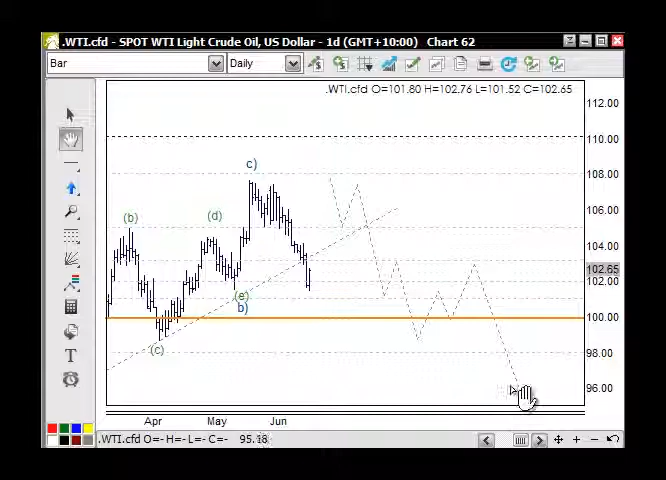 .WTI.cfd - SPOT WTI Light Crude Oil, US Dollar - 1d (GMT+10:00) Chart 62
Bar Daily
.WTI.cfd O=101.80 H=102.76 L=101.52 C=102.65
112.00
110.00
108.00
106.00
104.00
102.65
102.00
100.00
98.00
96.00
c)
(b)
(d)
(e)
b)
(c)
T
Apr May Jun
.WTI.cfd O=- H=- L=- C=- 95.18